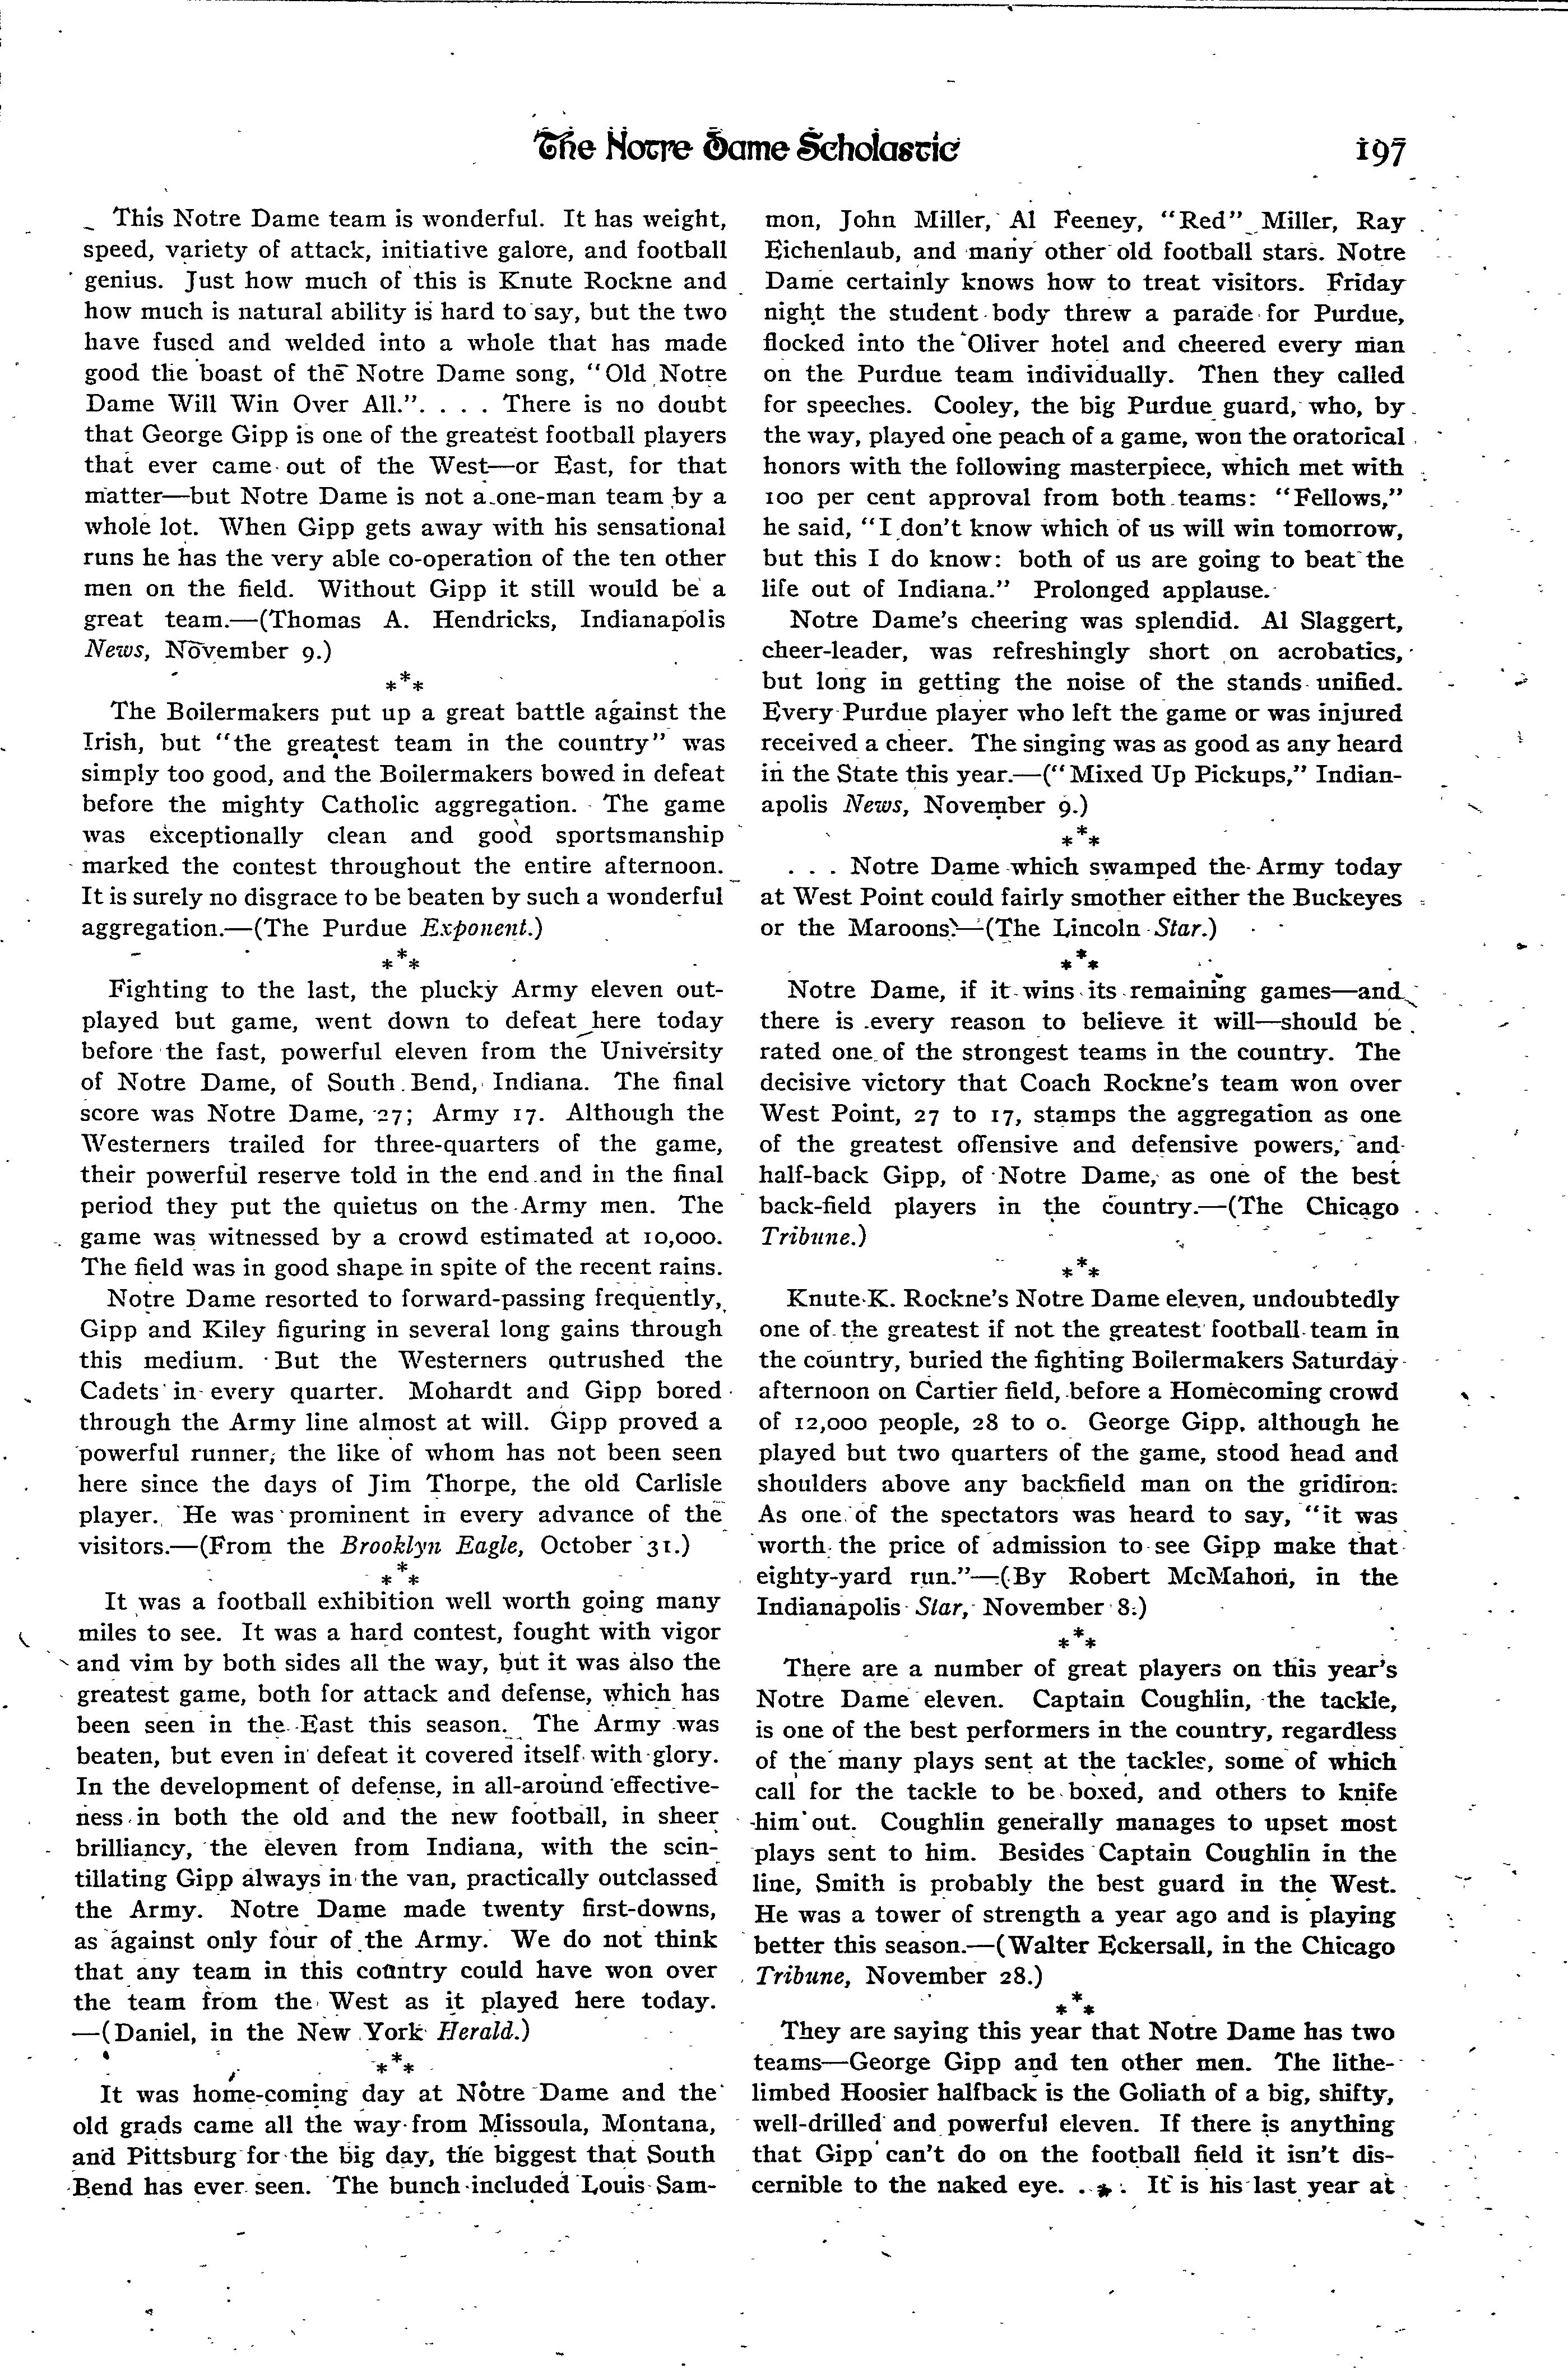 The Notre Dame Scholastic
197
This Notre Dame team is wonderful. It has weight,
speed, variety of attack, initiative galore, and football
genius. Just how much of this is Knute Rockne and
how much is natural ability is hard to say, but the two
have fused and welded into a whole that has made
good the boast of the Notre Dame song, "Old Notre
Dame Will Win Over All." . . . . There is no doubt
that George Gipp is one of the greatest football players
that ever came out of the West—or East, for that
matter—but Notre Dame is not a one-man team by a
whole lot. When Gipp gets away with his sensational
runs he has the very able co-operation of the ten other
men on the field. Without Gipp it still would be a
great team.—(Thomas A. Hendricks, Indianapolis
News, November 9.)
***
The Boilermakers put up a great battle against the
Irish, but "the greatest team in the country" was
simply too good, and the Boilermakers bowed in defeat
before the mighty Catholic aggregation. The game
was exceptionally clean and good sportsmanship
marked the contest throughout the entire afternoon.
It is surely no disgrace to be beaten by such a wonderful
aggregation.—(The Purdue Exponent.)
***
Fighting to the last, the plucky Army eleven out-
played but game, went down to defeat here today
before the fast, powerful eleven from the University
of Notre Dame, of South Bend, Indiana. The final
score was Notre Dame, 27; Army 17. Although the
Westerners trailed for three-quarters of the game,
their powerful reserve told in the end and in the final
period they put the quietus on the Army men. The
game was witnessed by a crowd estimated at 10,000.
The field was in good shape in spite of the recent rains.
Notre Dame resorted to forward-passing frequently,
Gipp and Kiley figuring in several long gains through
this medium. But the Westerners outrushed the
Cadets in every quarter. Mohardt and Gipp bored
through the Army line almost at will. Gipp proved a
powerful runner, the like of whom has not been seen
here since the days of Jim Thorpe, the old Carlisle
player. He was prominent in every advance of the
visitors.—(From the Brooklyn Eagle, October 31.)
***
It was a football exhibition well worth going many
miles to see. It was a hard contest, fought with vigor
and vim by both sides all the way, but it was also the
greatest game, both for attack and defense, which has
been seen in the East this season. The Army was
beaten, but even in defeat it covered itself with glory.
In the development of defense, in all-around effective-
ness in both the old and the new football, in sheer
brilliancy, the eleven from Indiana, with the scin-
tillating Gipp always in the van, practically outclassed
the Army. Notre Dame made twenty first-downs,
as against only four of the Army. We do not think
that any team in this country could have won over
the team from the West as it played here today.
—(Daniel, in the New York Herald.)
***
It was home-coming day at Notre Dame and the
old grads came all the way from Missoula, Montana,
and Pittsburg for the big day, the biggest that South
Bend has ever seen. The bunch included Louis Sam-
mon, John Miller, Al Feeney, "Red" Miller, Ray
Eichenlaub, and many other old football stars. Notre
Dame certainly knows how to treat visitors. Friday
night the student body threw a parade for Purdue,
flocked into the Oliver hotel and cheered every man
on the Purdue team individually. Then they called
for speeches. Cooley, the big Purdue guard, who, by
the way, played one peach of a game, won the oratorical
honors with the following masterpiece, which met with
100 per cent approval from both teams: "Fellows,"
he said, "I don't know which of us will win tomorrow,
but this I do know: both of us are going to beat the
life out of Indiana." Prolonged applause.
Notre Dame's cheering was splendid. Al Slaggert,
cheer-leader, was refreshingly short on acrobatics,
but long in getting the noise of the stands unified.
Every Purdue player who left the game or was injured
received a cheer. The singing was as good as any heard
in the State this year.—("Mixed Up Pickups," Indian-
apolis News, November 9.)
***
. . . Notre Dame which swamped the Army today
at West Point could fairly smother either the Buckeyes
or the Maroons.—(The Lincoln Star.)
***
Notre Dame, if it wins its remaining games—and
there is every reason to believe it will—should be
rated one of the strongest teams in the country. The
decisive victory that Coach Rockne's team won over
West Point, 27 to 17, stamps the aggregation as one
of the greatest offensive and defensive powers, and
half-back Gipp, of Notre Dame, as one of the best
back-field players in the country.—(The Chicago
Tribune.)
***
Knute K. Rockne's Notre Dame eleven, undoubtedly
one of the greatest if not the greatest football team in
the country, buried the fighting Boilermakers Saturday
afternoon on Cartier field, before a Homecoming crowd
of 12,000 people, 28 to 0. George Gipp, although he
played but two quarters of the game, stood head and
shoulders above any backfield man on the gridiron.
As one of the spectators was heard to say, "it was
worth the price of admission to see Gipp make that
eighty-yard run."—(By Robert McMahon, in the
Indianapolis Star, November 8.)
***
There are a number of great players on this year's
Notre Dame eleven. Captain Coughlin, the tackle,
is one of the best performers in the country, regardless
of the many plays sent at the tackles, some of which
call for the tackle to be boxed, and others to knife
him out. Coughlin generally manages to upset most
plays sent to him. Besides Captain Coughlin in the
line, Smith is probably the best guard in the West.
He was a tower of strength a year ago and is playing
better this season.—(Walter Eckersall, in the Chicago
Tribune, November 28.)
***
They are saying this year that Notre Dame has two
teams—George Gipp and ten other men. The lithe-
limbed Hoosier halfback is the Goliath of a big, shifty,
well-drilled and powerful eleven. If there is anything
that Gipp can't do on the football field it isn't dis-
cernible to the naked eye. . . . It is his last year at